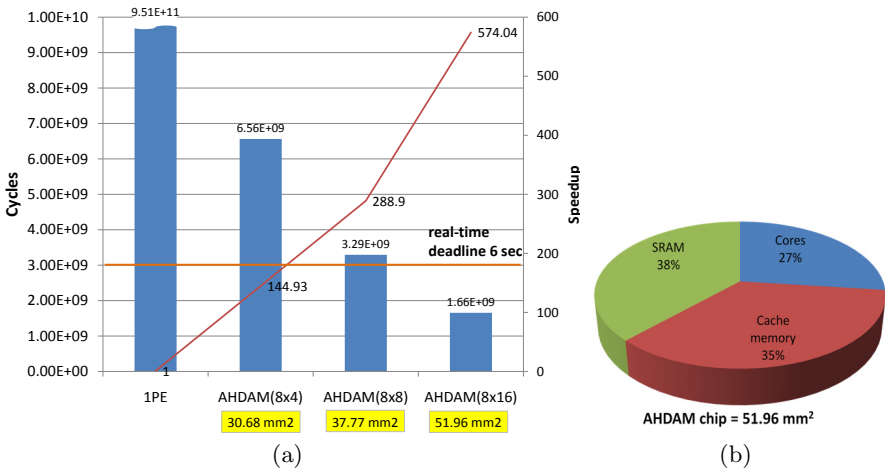 9.51E+11
1.00E+10
9.00E+09
8.00E+09
7.00E+09
6.00E+09
5.00E+09
4.00E+09
3.00E+09
2.00E+09
1.00E+09
0.00E+00
Cycles
6.56E+09
3.29E+09
1.66E+09
1
144.93
288.9
574.04
real-time
deadline 6 sec
600
500
400
300
200
100
0
Speedup
1PE
AHDAM(8x4)
AHDAM(8x8)
AHDAM(8x16)
30.68 mm2
37.77 mm2
51.96 mm2
(a)
SRAM
38%
Cores
27%
Cache
memory
35%
AHDAM chip = 51.96 mm²
(b)